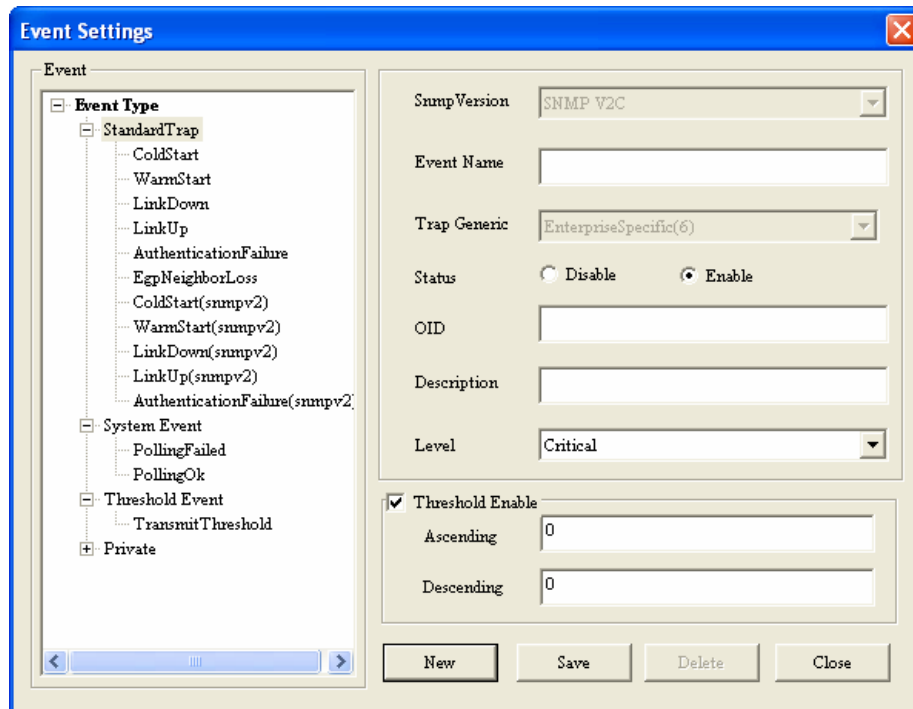 Event Settings
Event
Event Type
StandardTrap
ColdStart
WarmStart
LinkDown
LinkUp
AuthenticationFailure
EgpNeighborLoss
ColdStart(snmpv2)
WarmStart(snmpv2)
LinkDown(snmpv2)
LinkUp(snmpv2)
AuthenticationFailure(snmpv2)
System Event
PollingFailed
PollingOk
Threshold Event
TransmitThreshold
Private
SnmpVersion SNMP V2C
Event Name
Trap Generic EnterpriseSpecific(6)
Status Disable Enable
OID
Description
Level Critical
Threshold Enable
Ascending 0
Descending 0
New Save Delete Close